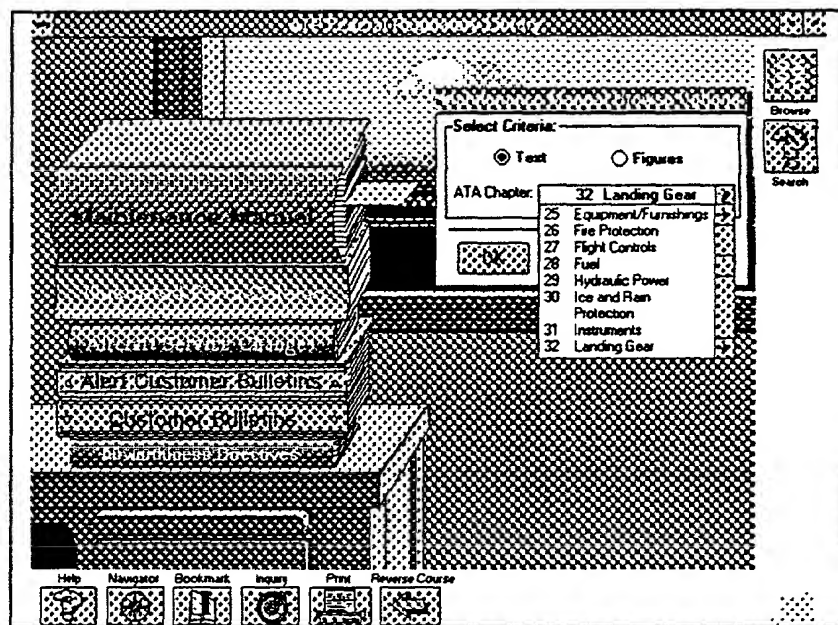 Browse
Search
Select Criteria:
Text
Figures
ATA Chapter:
32 Landing Gear
25 Equipment/Furnishings
26 Fire Protection
27 Flight Controls
28 Fuel
29 Hydraulic Power
30 Ice and Rain
Protection
31 Instruments
32 Landing Gear
OK
Maintenance Manual
Alert Customer Bulletins
Customer Bulletins
Help
Navigator
Bookmark
Inquiry
Print
Reverse Course